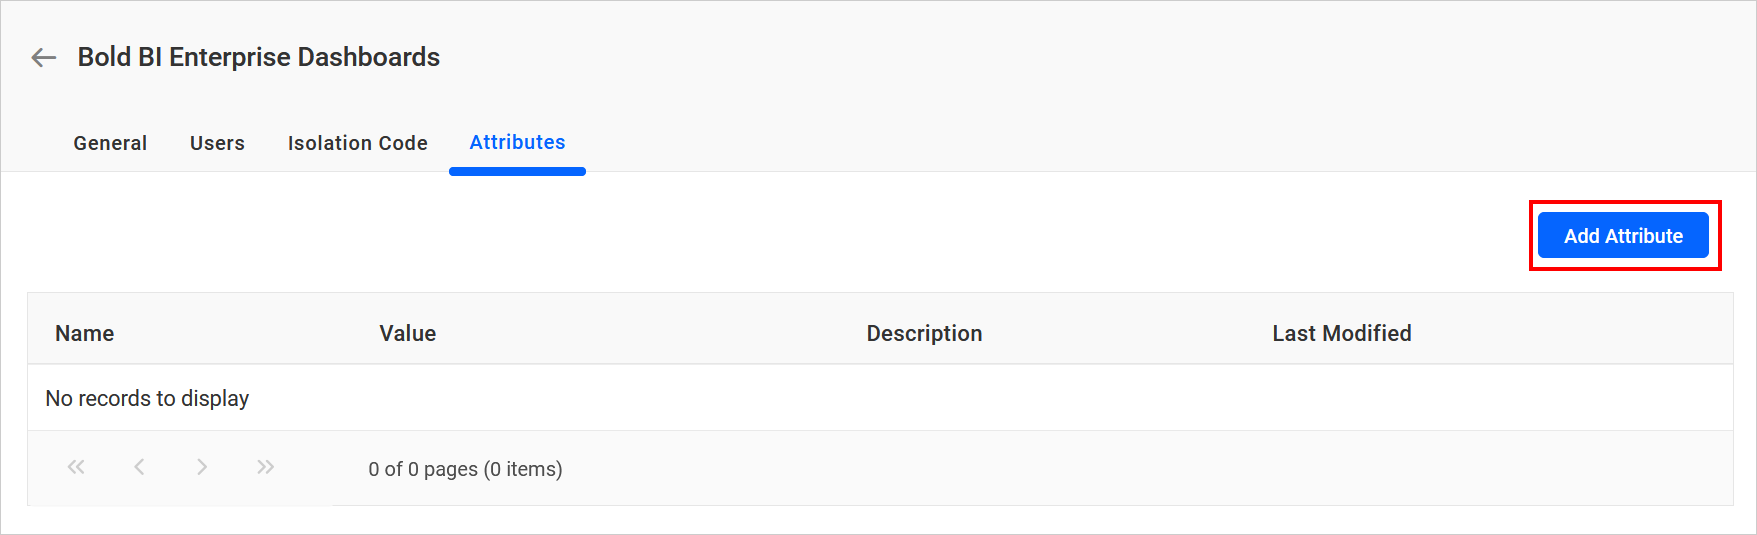 Bold BI Enterprise Dashboards
General Users Isolation Code Attributes
Add Attribute
Name Value Description Last Modified
No records to display
0 of 0 pages (0 items)